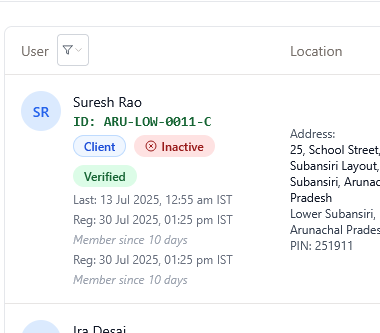 User
Location
SR
Suresh Rao
ID: ARU-LOW-0011-C
Client
Inactive
Verified
Last: 13 Jul 2025, 12:55 am IST
Reg: 30 Jul 2025, 01:25 pm IST
Member since 10 days
Reg: 30 Jul 2025, 01:25 pm IST
Member since 10 days
Address:
25, School Street,
Subansiri Layout,
Subansiri, Arunac
Pradesh
Lower Subansiri,
Arunachal Prades
PIN: 251911
Ira Desai